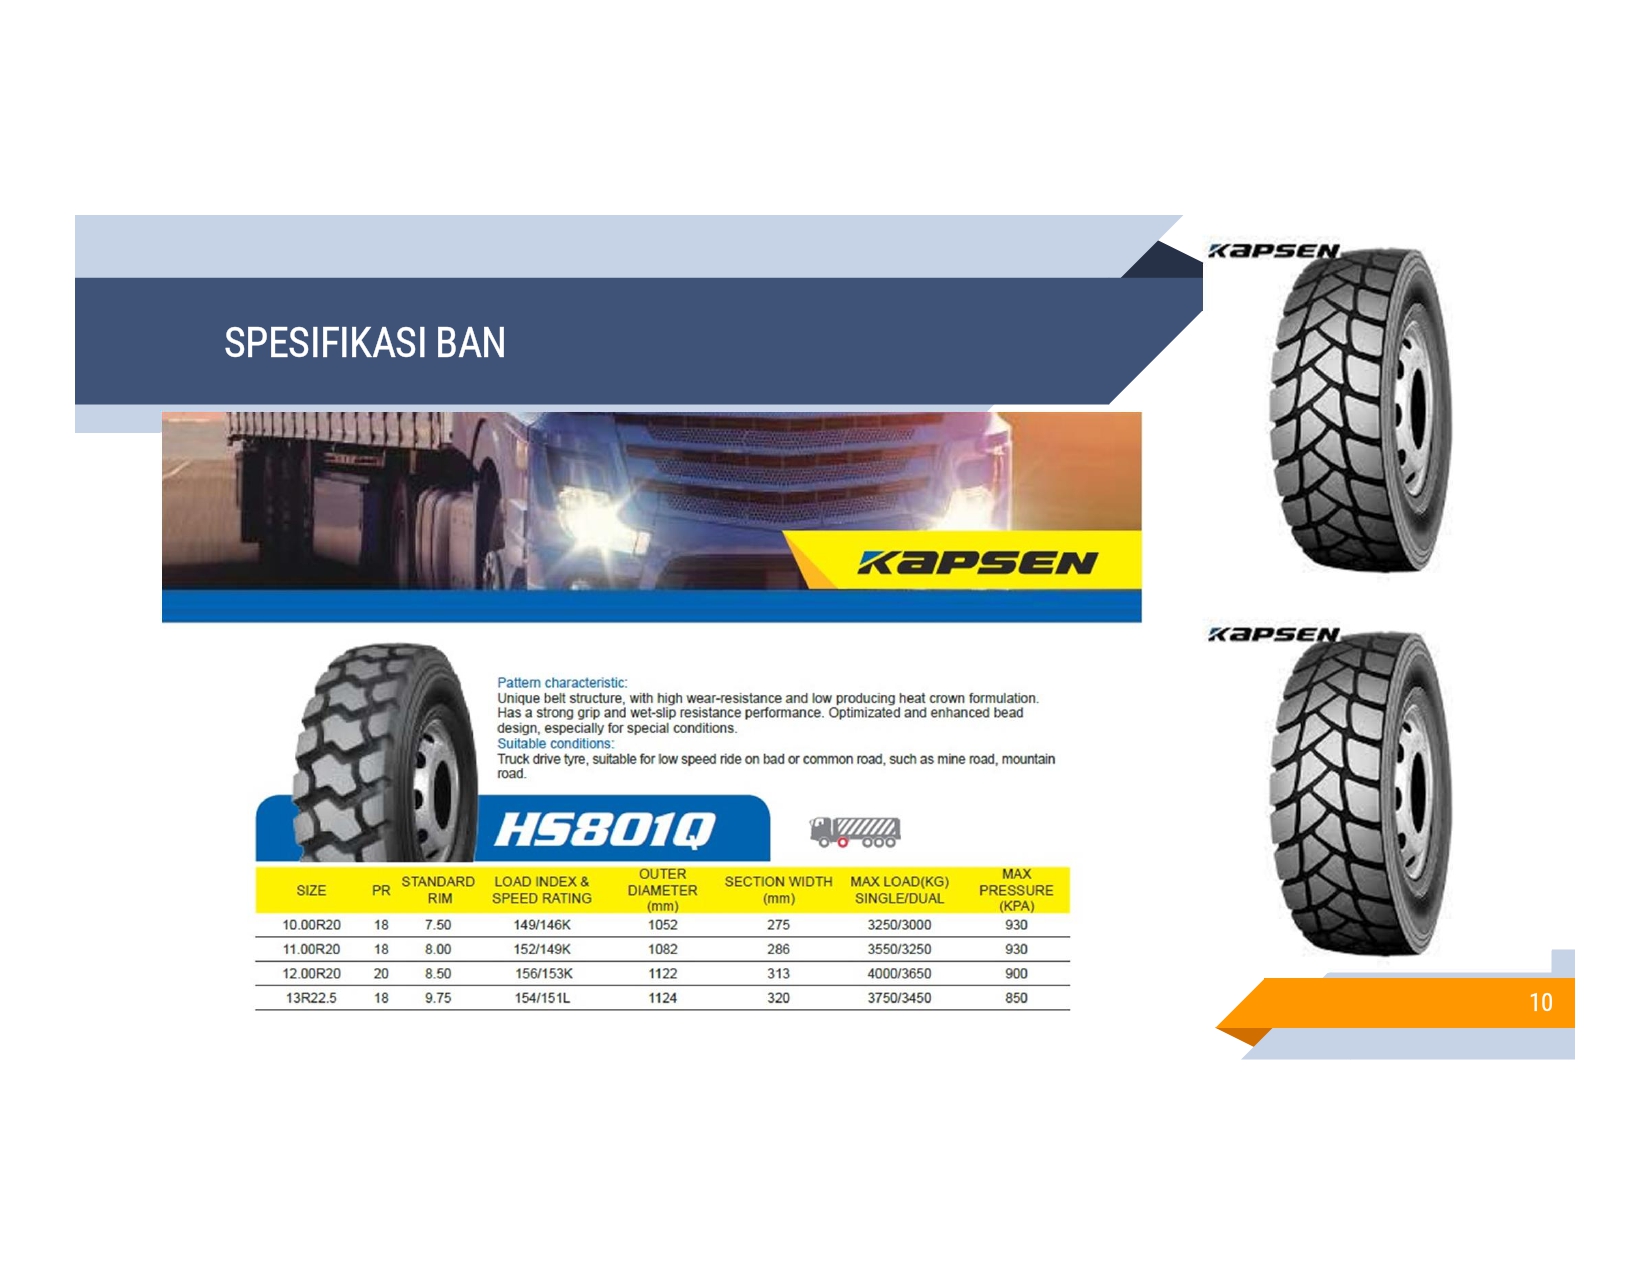 SPESIFIKASI BAN
KAPSEN
KAPSEN
Pattern characteristic:
Unique belt structure, with high wear-resistance and low producing heat crown formulation.
Has a strong grip and wet-slip resistance performance. Optimizated and enhanced bead
design, especially for special conditions.
Suitable conditions:
Truck drive tyre, suitable for low speed ride on bad or common road, such as mine road, mountain
road.
HS801Q
SIZE PR STANDARD RIM LOAD INDEX & SPEED RATING OUTER DIAMETER (mm) SECTION WIDTH (mm) MAX LOAD(KG) SINGLE/DUAL MAX PRESSURE (KPA)
10.00R20 18 7.50 149/146K 1052 275 3250/3000 930
11.00R20 18 8.00 152/149K 1082 286 3550/3250 930
12.00R20 20 8.50 156/153K 1122 313 4000/3650 900
13R22.5 18 9.75 154/151L 1124 320 3750/3450 850
KAPSEN
10